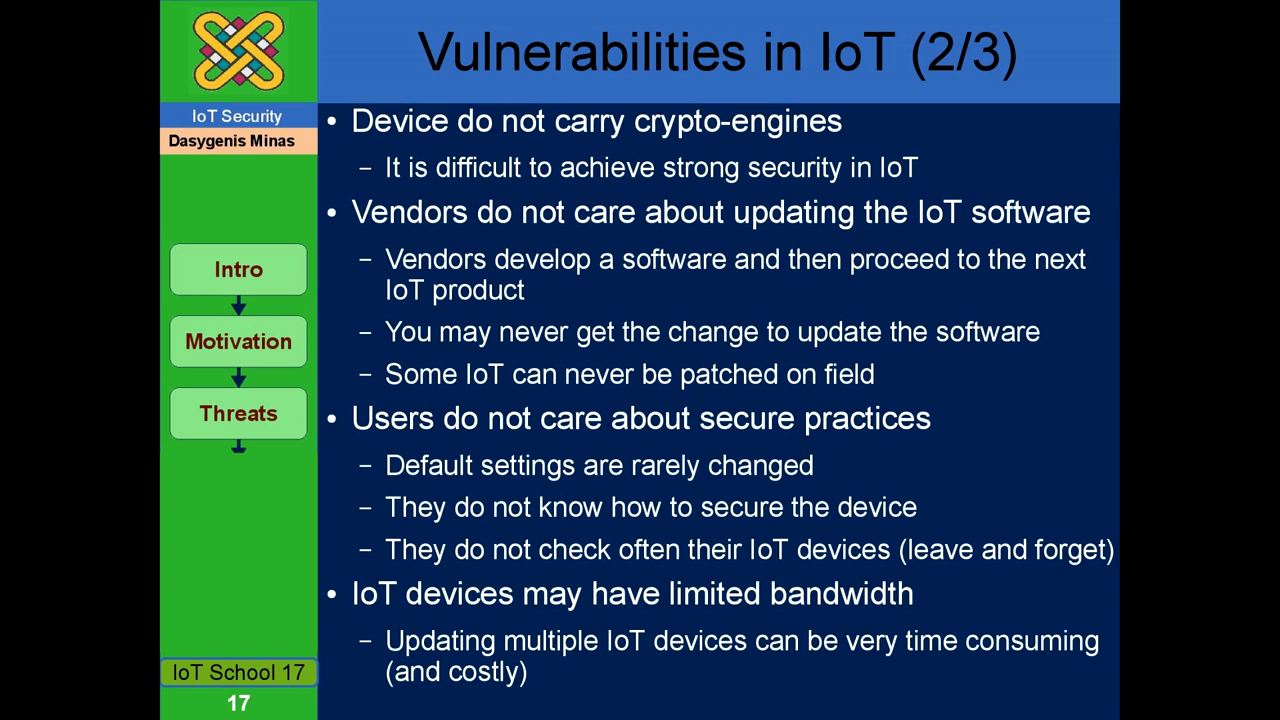 Vulnerabilities in IoT (2/3)
IoT Security
Dasygenis Minas
Intro
Motivation
Threats
IoT School 17
17
• Device do not carry crypto-engines
– It is difficult to achieve strong security in IoT
• Vendors do not care about updating the IoT software
– Vendors develop a software and then proceed to the next
IoT product
– You may never get the change to update the software
– Some IoT can never be patched on field
• Users do not care about secure practices
– Default settings are rarely changed
– They do not know how to secure the device
– They do not check often their IoT devices (leave and forget)
• IoT devices may have limited bandwidth
– Updating multiple IoT devices can be very time consuming
(and costly)